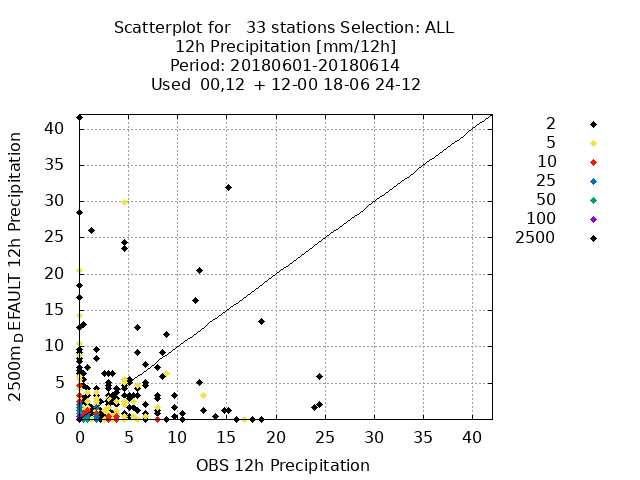 Scatterplot for   33 stations Selection: ALL
12h Precipitation [mm/12h]
Period: 20180601-20180614
Used  00,12  + 12-00 18-06 24-12
40
35
30
25
20
15
10
5
0
2500mDEFAULT 12h Precipitation
0 5 10 15 20 25 30 35 40
OBS 12h Precipitation
2
5
10
25
50
100
2500